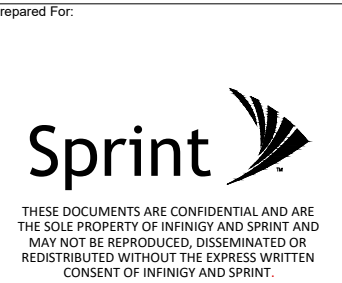 repared For:
Sprint
THESE DOCUMENTS ARE CONFIDENTIAL AND ARE
THE SOLE PROPERTY OF INFINIGY AND SPRINT AND
MAY NOT BE REPRODUCED, DISSEMINATED OR
REDISTRIBUTED WITHOUT THE EXPRESS WRITTEN
CONSENT OF INFINIGY AND SPRINT.